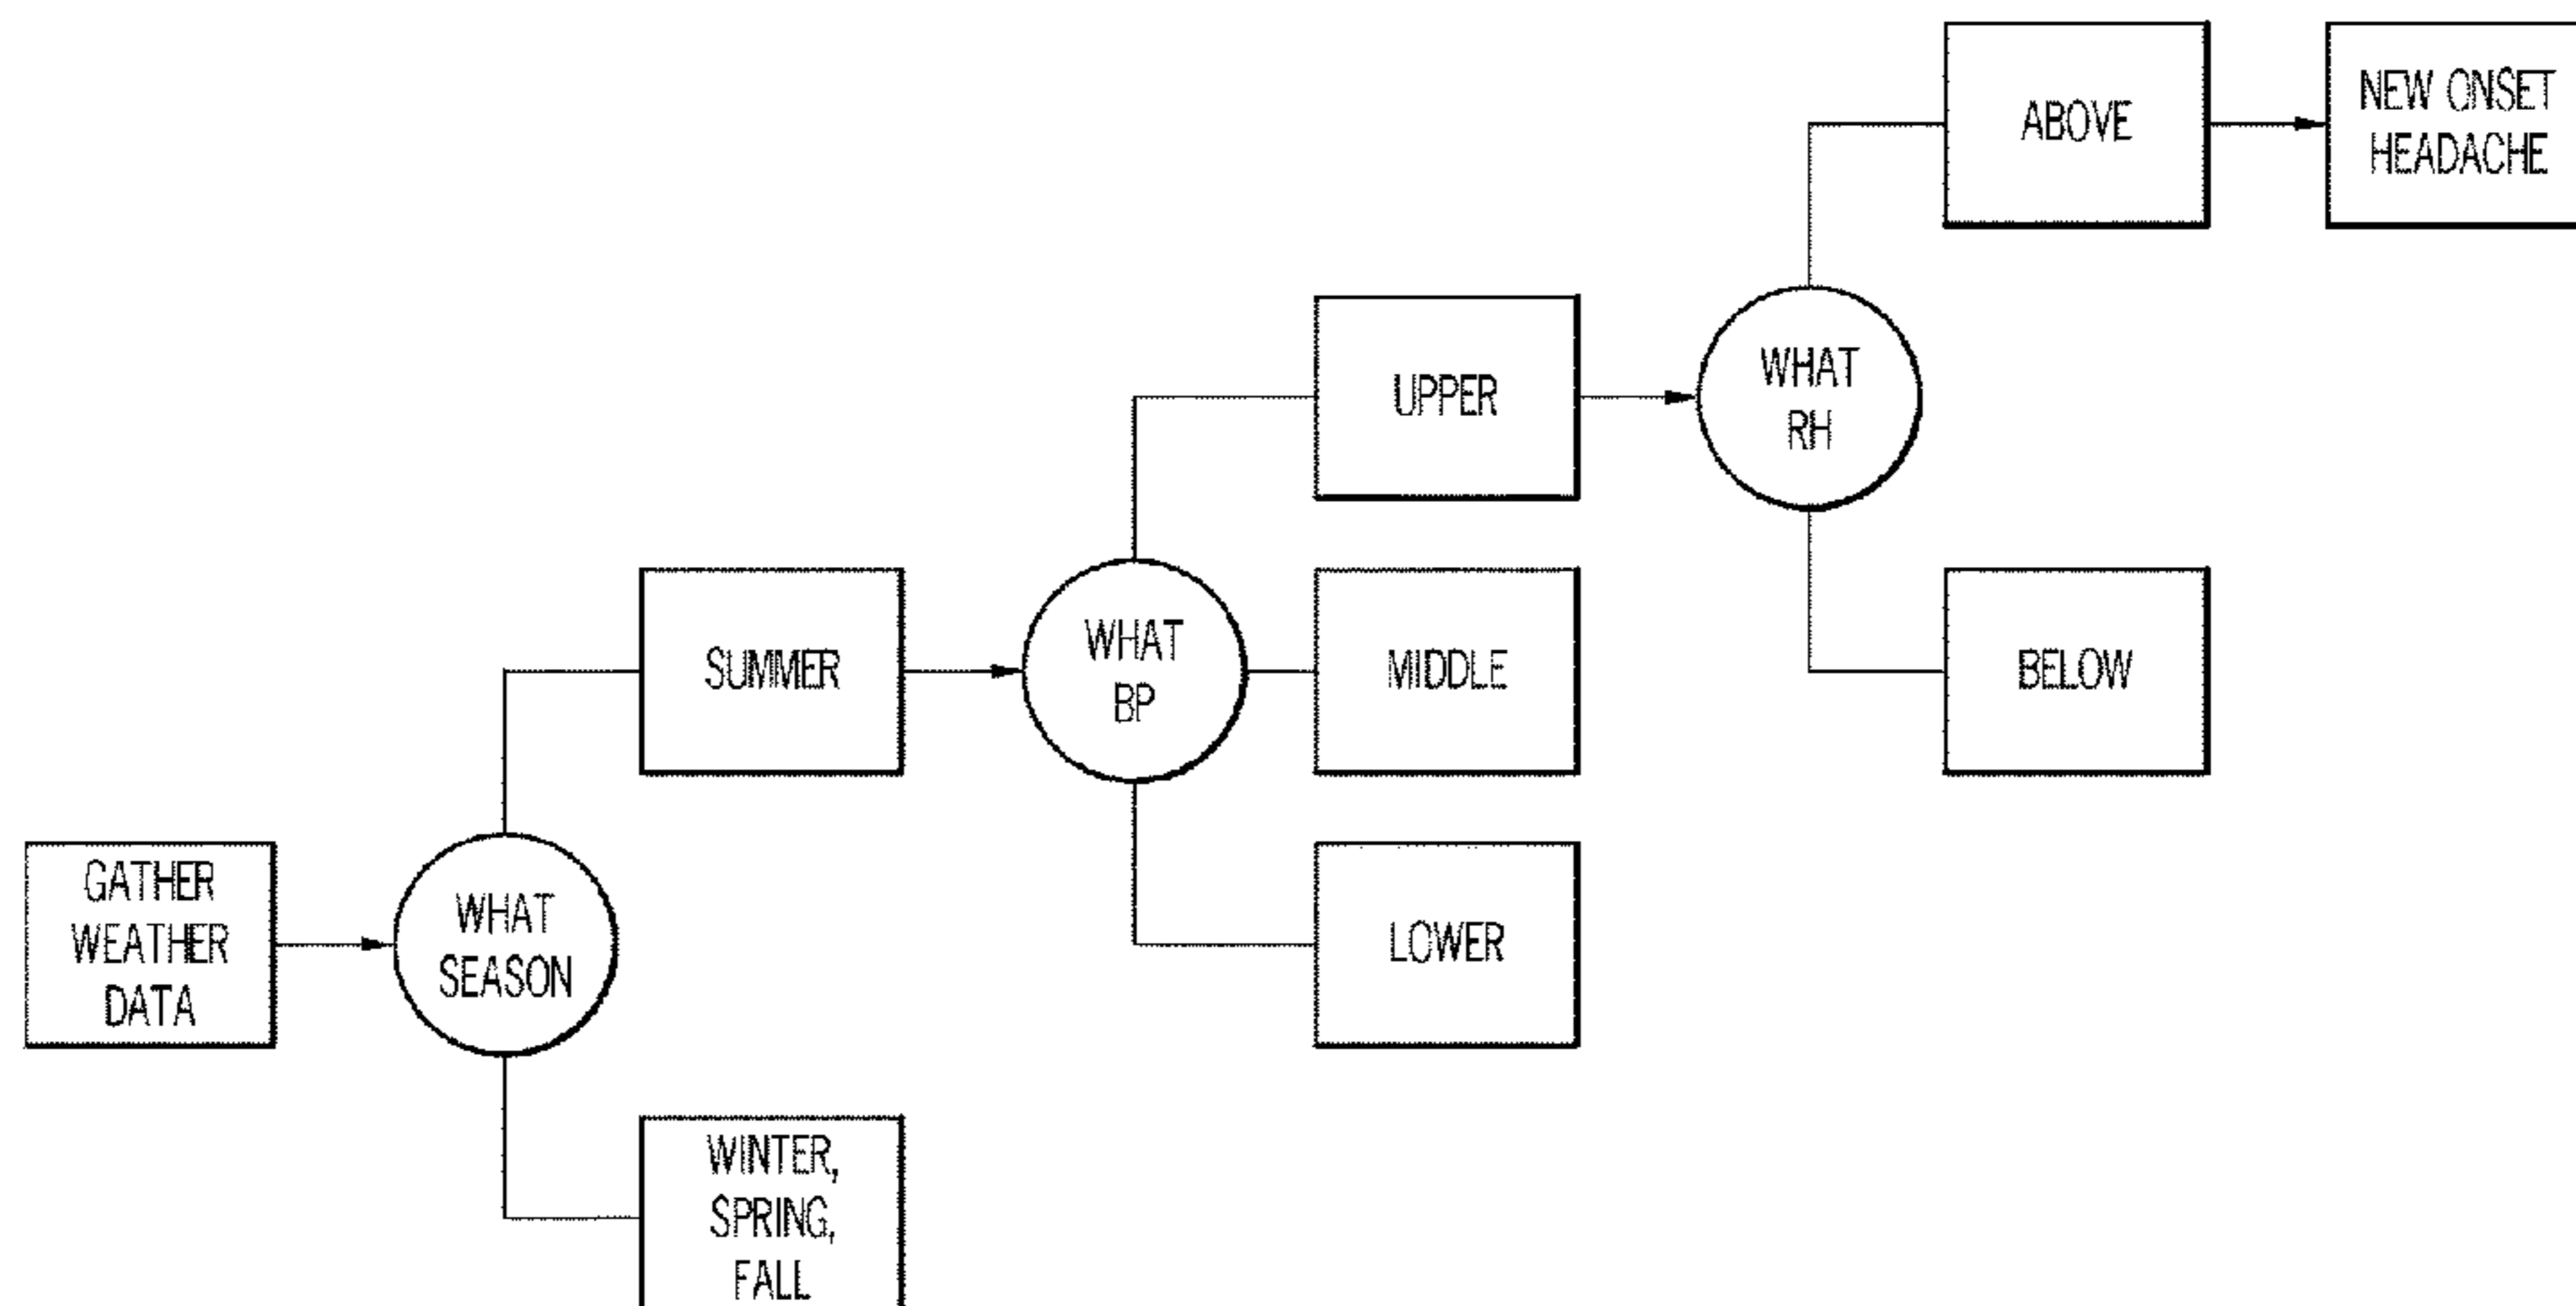 GATHER
WEATHER
DATA
WHAT
SEASON
SUMMER
WINTER,
SPRING,
FALL
WHAT
BP
UPPER
MIDDLE
LOWER
WHAT
RH
ABOVE
BELOW
NEW ONSET
HEADACHE